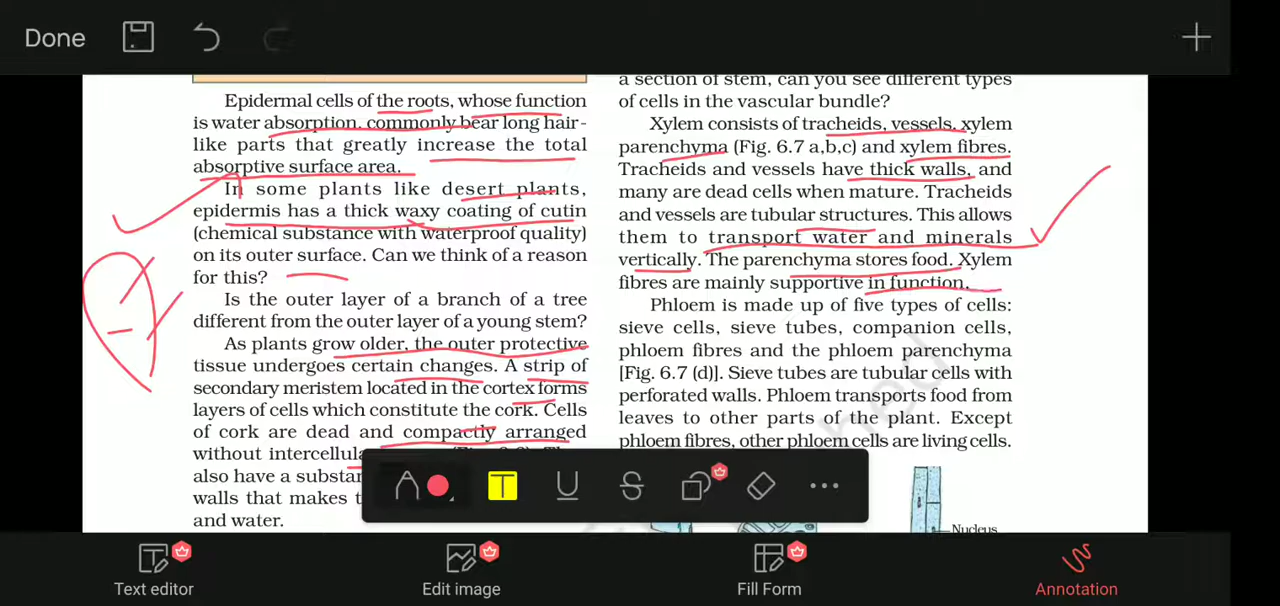 Done
Epidermal cells of the roots, whose function
is water absorption, commonly bear long hair-
like parts that greatly increase the total
absorptive surface area.
In some plants like desert plants,
epidermis has a thick waxy coating of cutin
(chemical substance with waterproof quality)
on its outer surface. Can we think of a reason
for this?
Is the outer layer of a branch of a tree
different from the outer layer of a young stem?
As plants grow older, the outer protective
tissue undergoes certain changes. A strip of
secondary meristem located in the cortex forms
layers of cells which constitute the cork. Cells
of cork are dead and compactly arranged
without intercellula
also have a substan
walls that makes t
and water.
a section of stem, can you see different types
of cells in the vascular bundle?
Xylem consists of tracheids, vessels, xylem
parenchyma (Fig. 6.7 a,b,c) and xylem fibres.
Tracheids and vessels have thick walls, and
many are dead cells when mature. Tracheids
and vessels are tubular structures. This allows
them to transport water and minerals
vertically. The parenchyma stores food. Xylem
fibres are mainly supportive in function.
Phloem is made up of five types of cells:
sieve cells, sieve tubes, companion cells,
phloem fibres and the phloem parenchyma
[Fig. 6.7 (d)]. Sieve tubes are tubular cells with
perforated walls. Phloem transports food from
leaves to other parts of the plant. Except
phloem fibres, other phloem cells are living cells.
Nucleus
T U S
Text editor
Edit image
Fill Form
Annotation